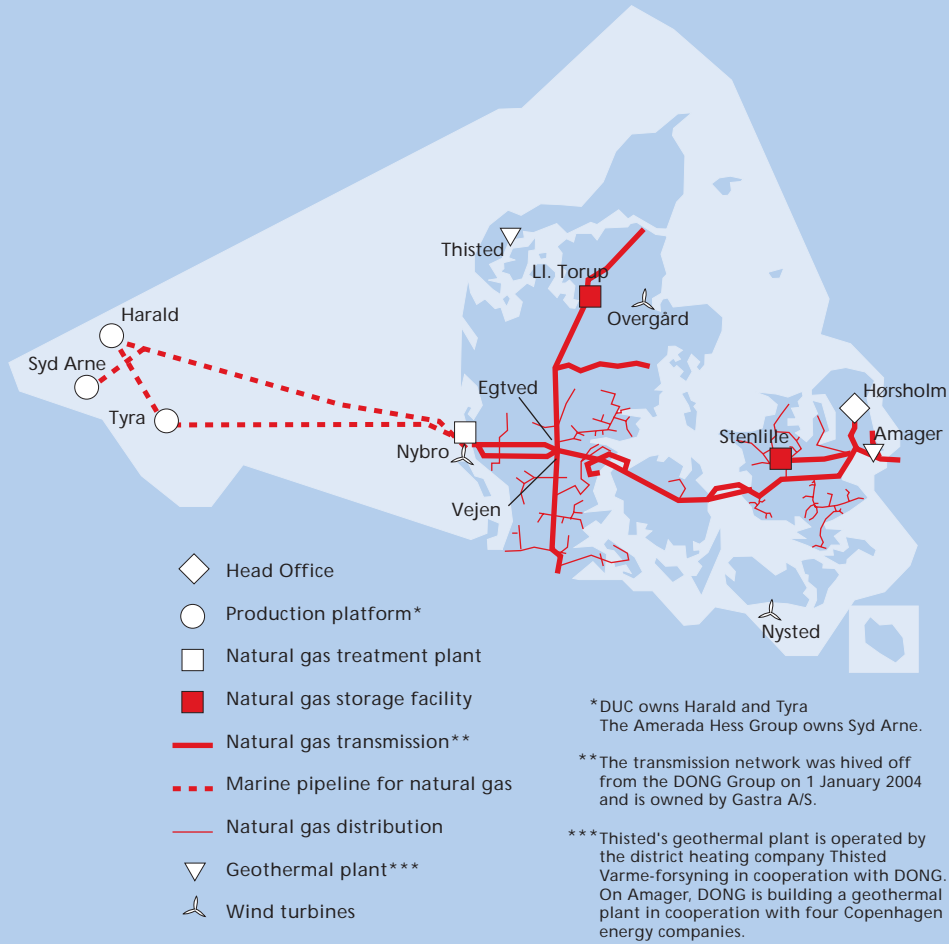 Thisted
Ll. Torup
Overgård
Harald
Syd Arne
Tyra
Egtved
Hørsholm
Stenlille
Amager
Nybro
Vejen
Nysted
Head Office
Production platform*
Natural gas treatment plant
Natural gas storage facility
Natural gas transmission**
Marine pipeline for natural gas
Natural gas distribution
Geothermal plant***
Wind turbines
*DUC owns Harald and Tyra
The Amerada Hess Group owns Syd Arne.
**The transmission network was hived off
from the DONG Group on 1 January 2004
and is owned by Gastra A/S.
***Thisted's geothermal plant is operated by
the district heating company Thisted
Varme-forsyning in cooperation with DONG.
On Amager, DONG is building a geothermal
plant in cooperation with four Copenhagen
energy companies.